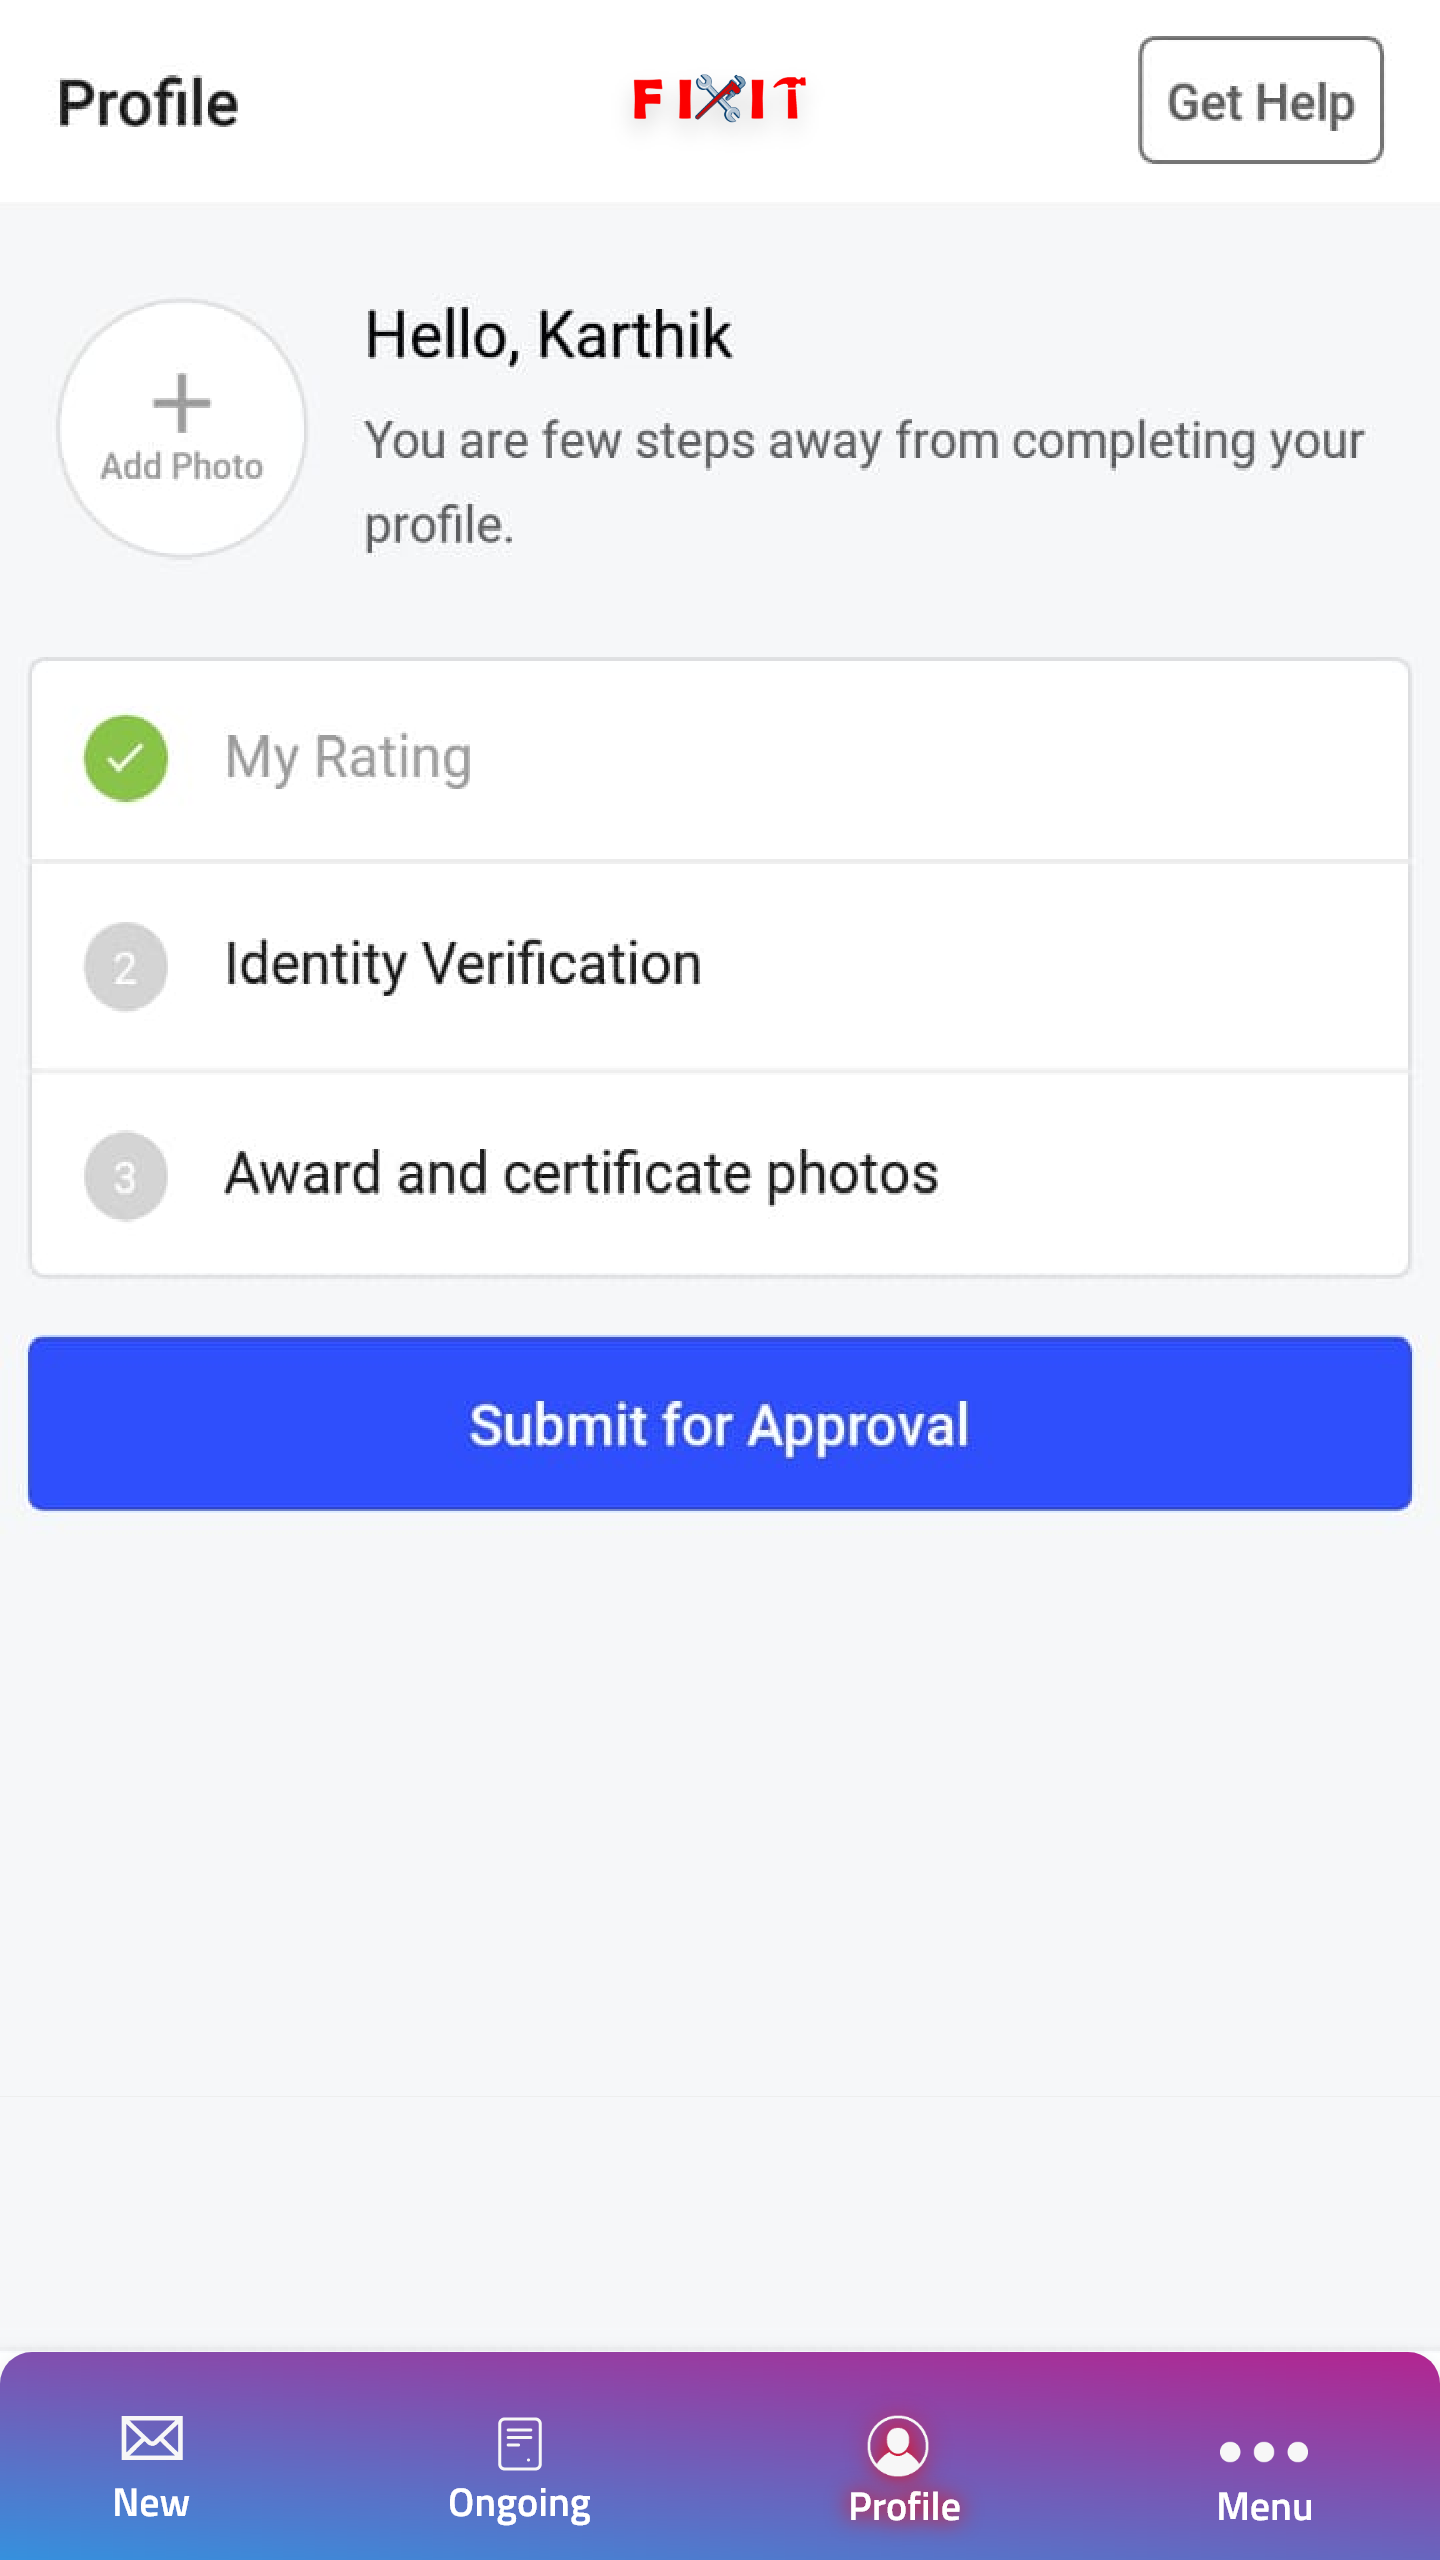 Profile
FIXIT
Get Help
+
Add Photo
Hello, Karthik
You are few steps away from completing your
profile.
My Rating
2
Identity Verification
3
Award and certificate photos
Submit for Approval
New
Ongoing
Profile
Menu